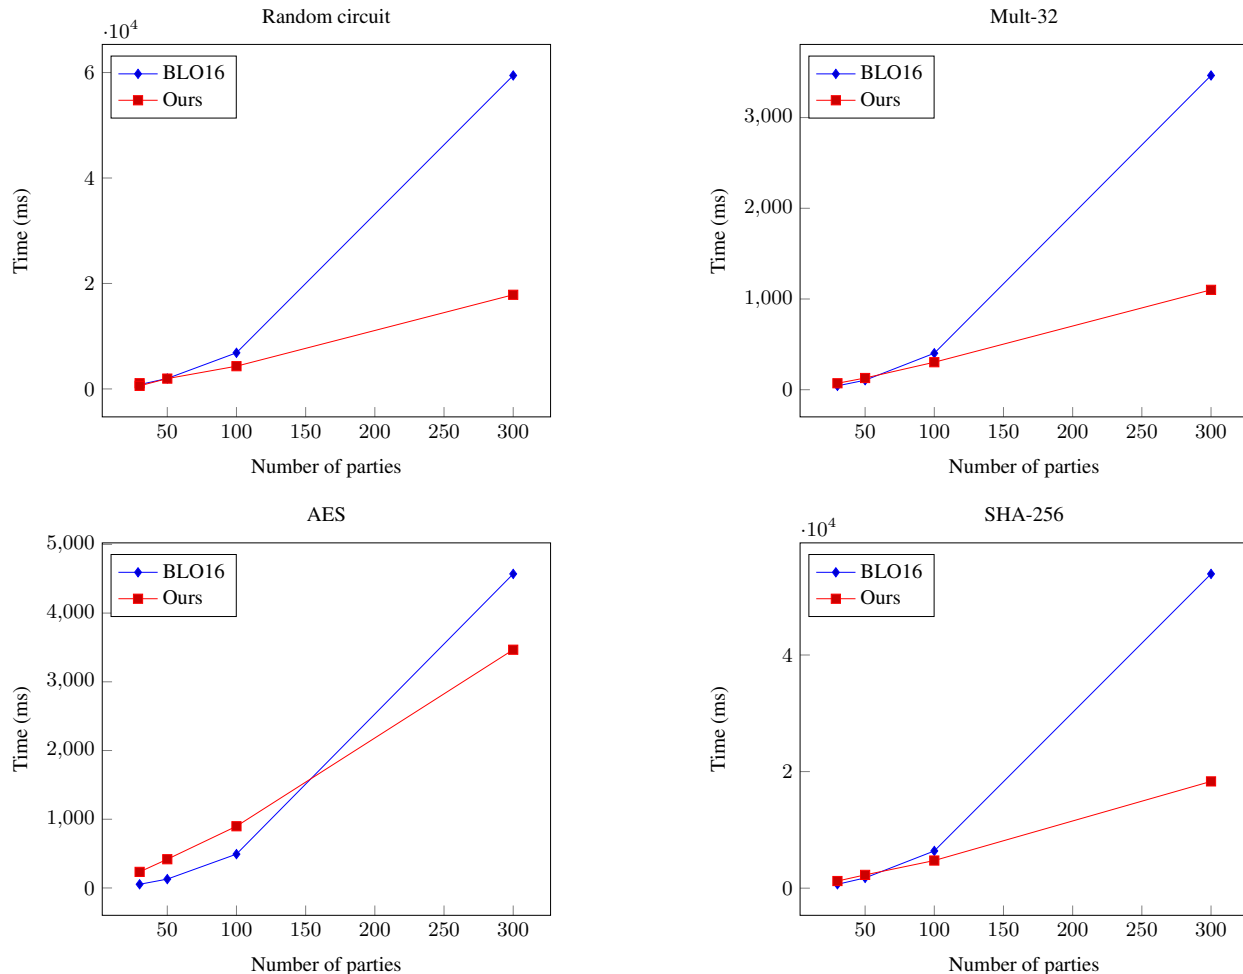 Random circuit
·10⁴
6
4
2
0
50 100 150 200 250 300
Time (ms)
Number of parties
BLO16
Ours
Mult-32
3,000
2,000
1,000
0
50 100 150 200 250 300
Time (ms)
Number of parties
BLO16
Ours
AES
5,000
4,000
3,000
2,000
1,000
0
50 100 150 200 250 300
Time (ms)
Number of parties
BLO16
Ours
SHA-256
·10⁴
4
2
0
50 100 150 200 250 300
Time (ms)
Number of parties
BLO16
Ours